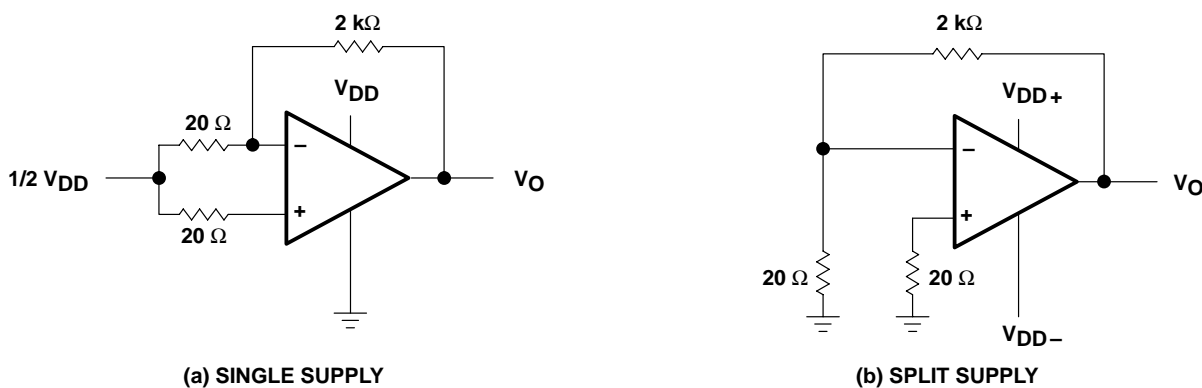 2 kΩ
VDD
20 Ω
−
1/2 VDD
+
20 Ω
VO
(a) SINGLE SUPPLY
2 kΩ
VDD+
−
+
VO
20 Ω
20 Ω
VDD−
(b) SPLIT SUPPLY